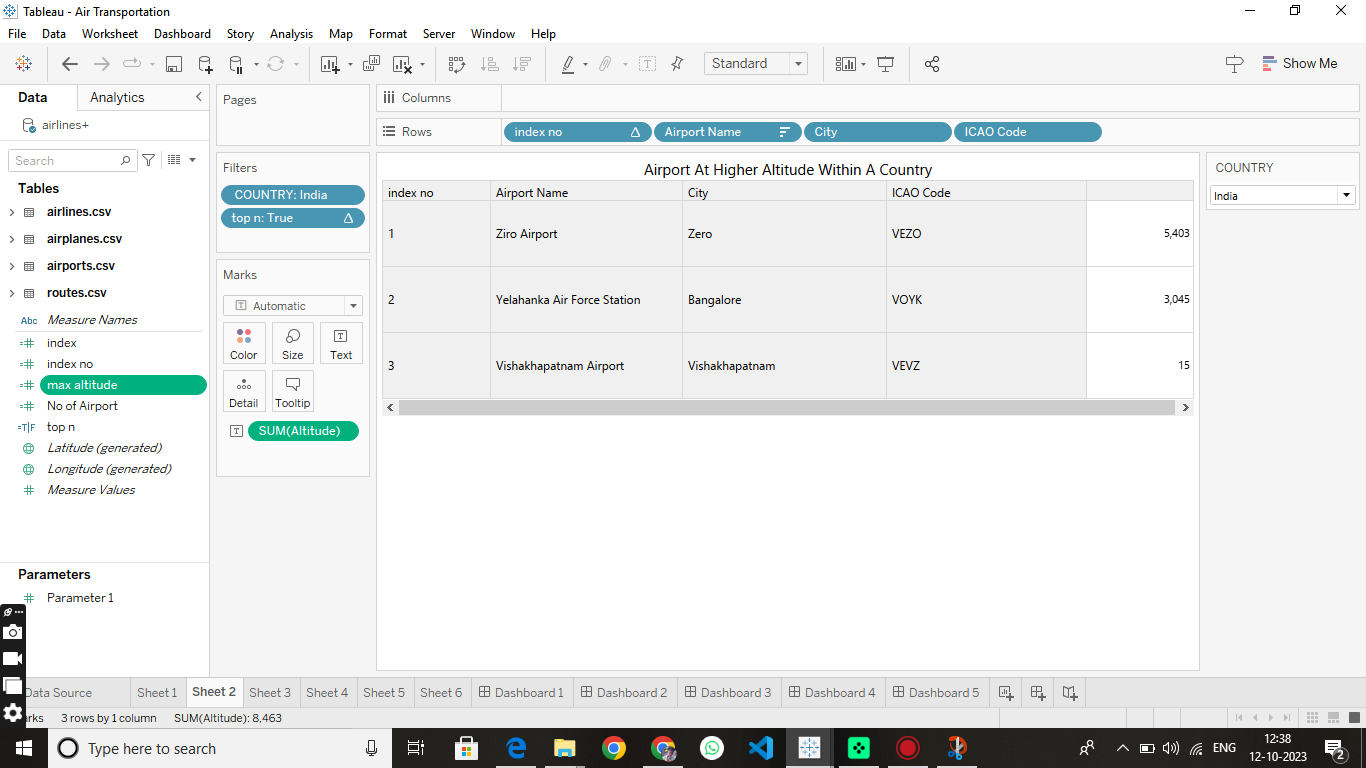 Tableau - Air Transportation
File Data Worksheet Dashboard Story Analysis Map Format Server Window Help
Standard
Show Me
Data Analytics
airlines+
Search
Tables
airlines.csv
airplanes.csv
airports.csv
routes.csv
Abc Measure Names
index
index no
max altitude
No of Airport
T|F top n
Latitude (generated)
Longitude (generated)
Measure Values
Parameters
Parameter 1
Pages
Filters
COUNTRY: India
top n: True
Marks
Automatic
Color Size Text
Detail Tooltip
SUM(Altitude)
Columns
Rows index no Airport Name City ICAO Code
Airport At Higher Altitude Within A Country
index no Airport Name City ICAO Code
1 Ziro Airport Zero VEZO 5,403
2 Yelahanka Air Force Station Bangalore VOYK 3,045
3 Vishakhapatnam Airport Vishakhapatnam VEVZ 15
COUNTRY
India
Data Source Sheet 1 Sheet 2 Sheet 3 Sheet 4 Sheet 5 Sheet 6 Dashboard 1 Dashboard 2 Dashboard 3 Dashboard 4 Dashboard 5
3 rows by 1 column SUM(Altitude): 8,463
Type here to search
ENG
12:38
12-10-2023
2